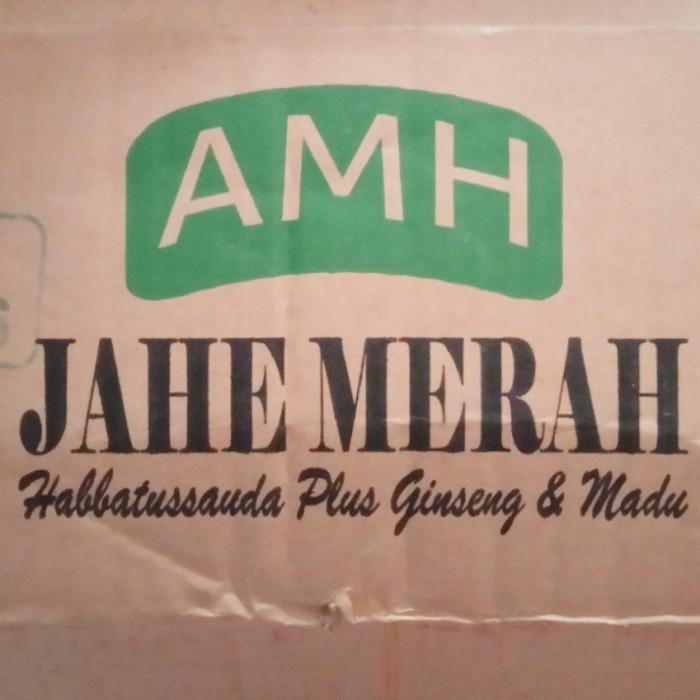 AMH
JAHE MERAH
Habbatussauda Plus Ginseng & Madu